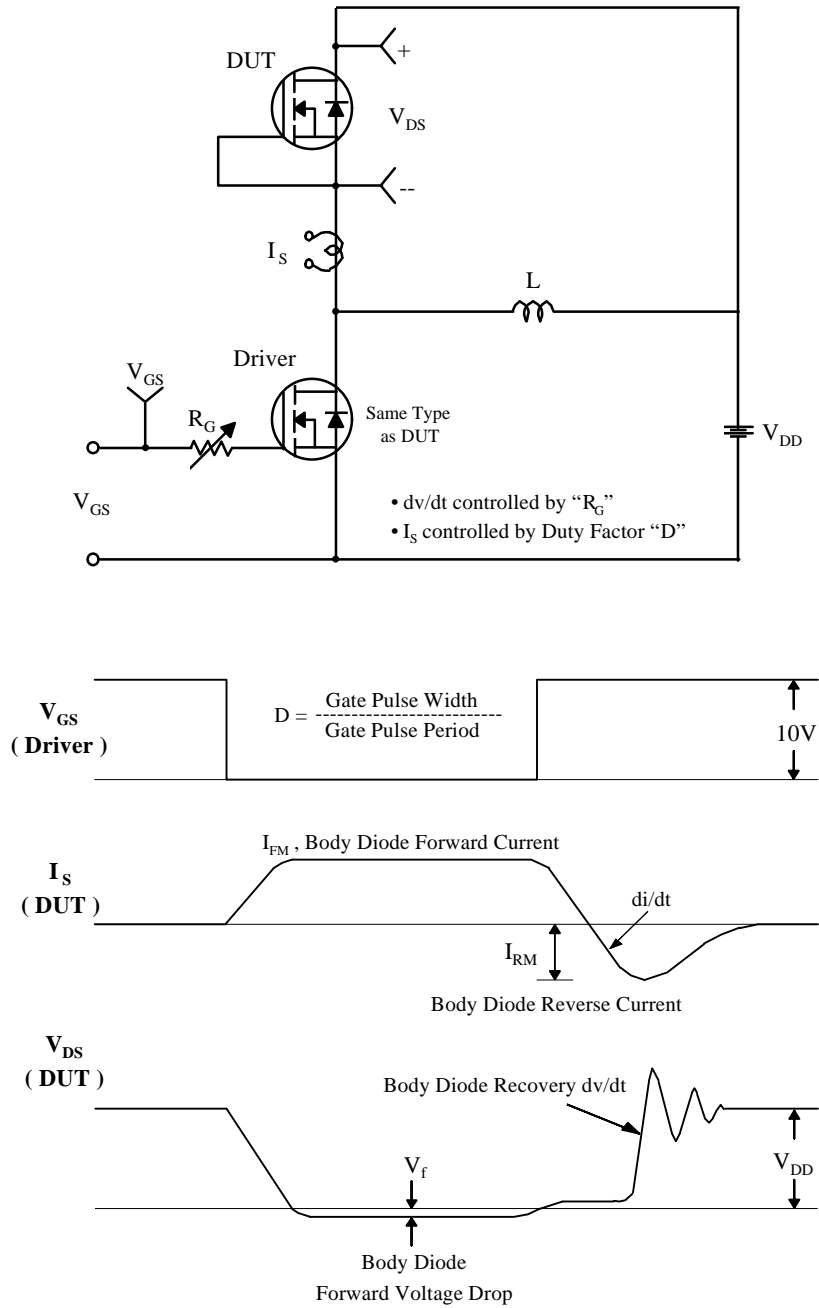 +
DUT
V_DS
--
I_S
L
Driver
V_GS
R_G
Same Type
as DUT
V_DD
V_GS
• dv/dt controlled by “R_G”
• I_S controlled by Duty Factor “D”
V_GS
( Driver )
D = Gate Pulse Width
--------------------------
Gate Pulse Period
10V
I_FM , Body Diode Forward Current
I_S
( DUT )
di/dt
I_RM
Body Diode Reverse Current
V_DS
( DUT )
Body Diode Recovery dv/dt
V_f
V_DD
Body Diode
Forward Voltage Drop